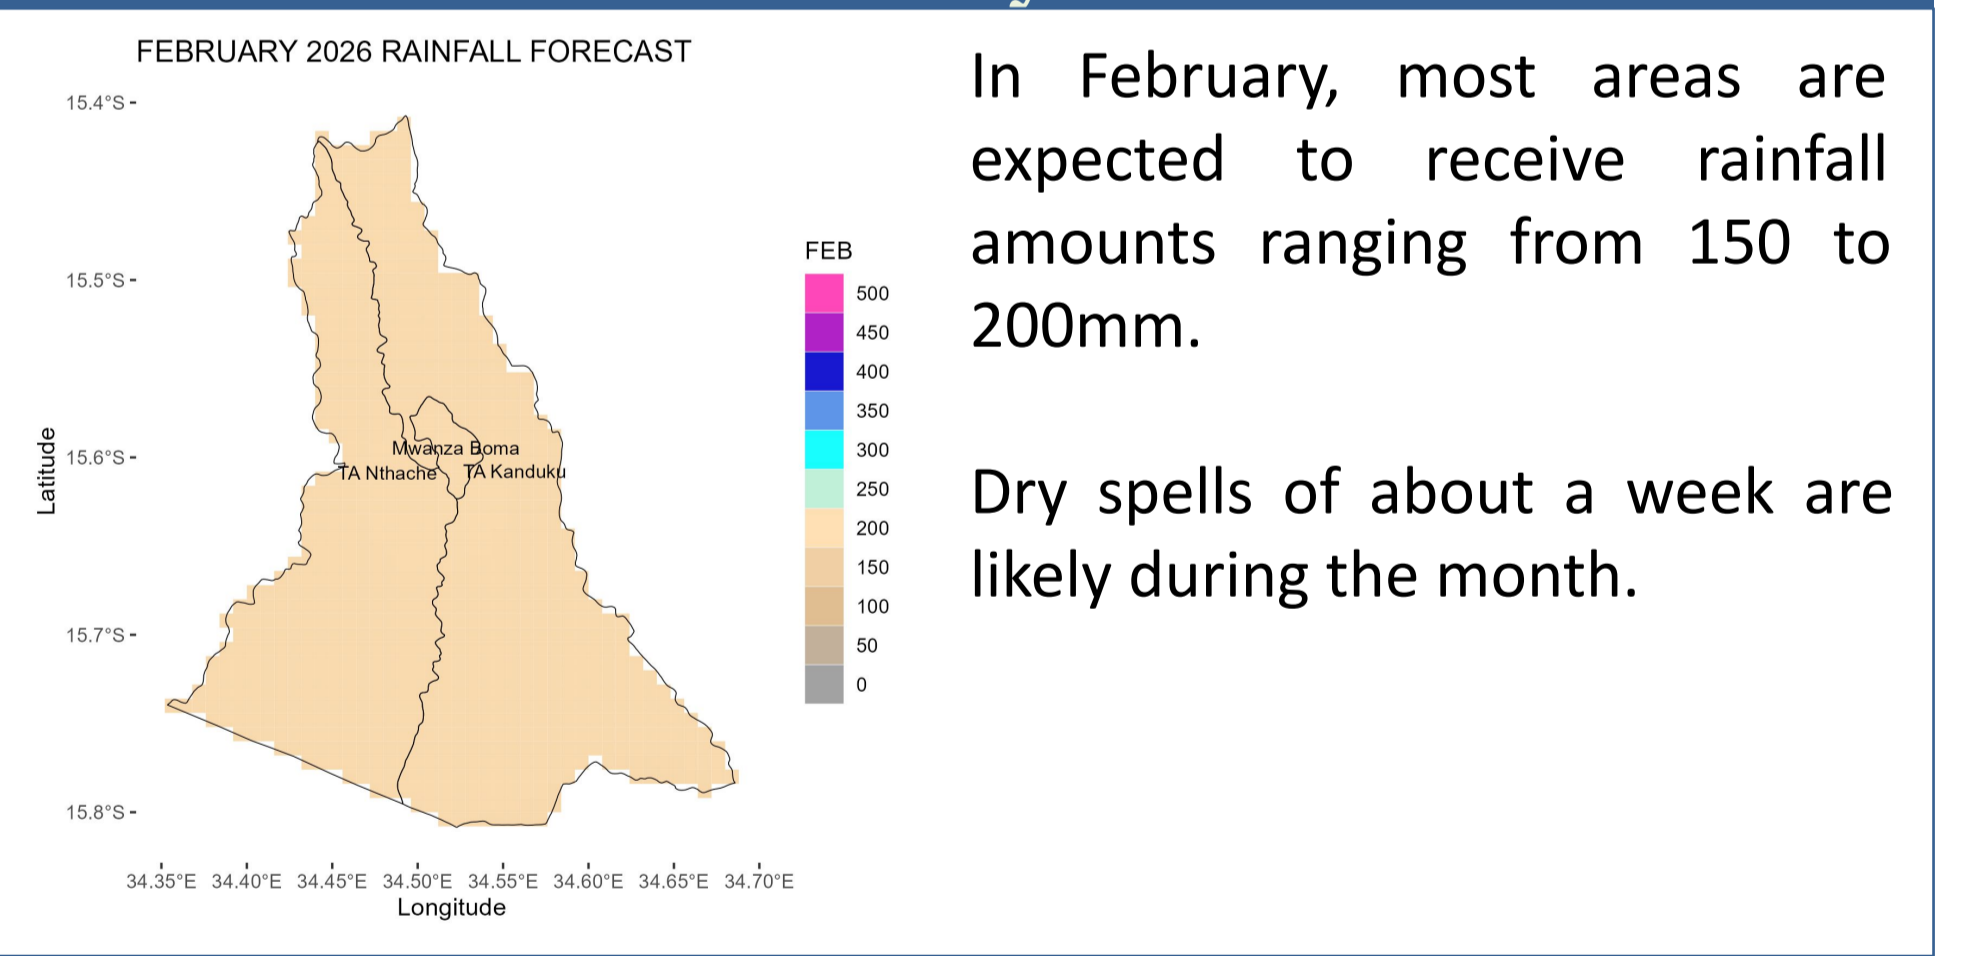 FEBRUARY 2026 RAINFALL FORECAST
15.4°S
15.5°S
15.6°S
15.7°S
15.8°S
Latitude
Mwanza Boma
TA Nthache
TA Kanduku
34.35°E 34.40°E 34.45°E 34.50°E 34.55°E 34.60°E 34.65°E 34.70°E
Longitude
FEB
500
450
400
350
300
250
200
150
100
50
0
In February, most areas are
expected to receive rainfall
amounts ranging from 150 to
200mm.
Dry spells of about a week are
likely during the month.